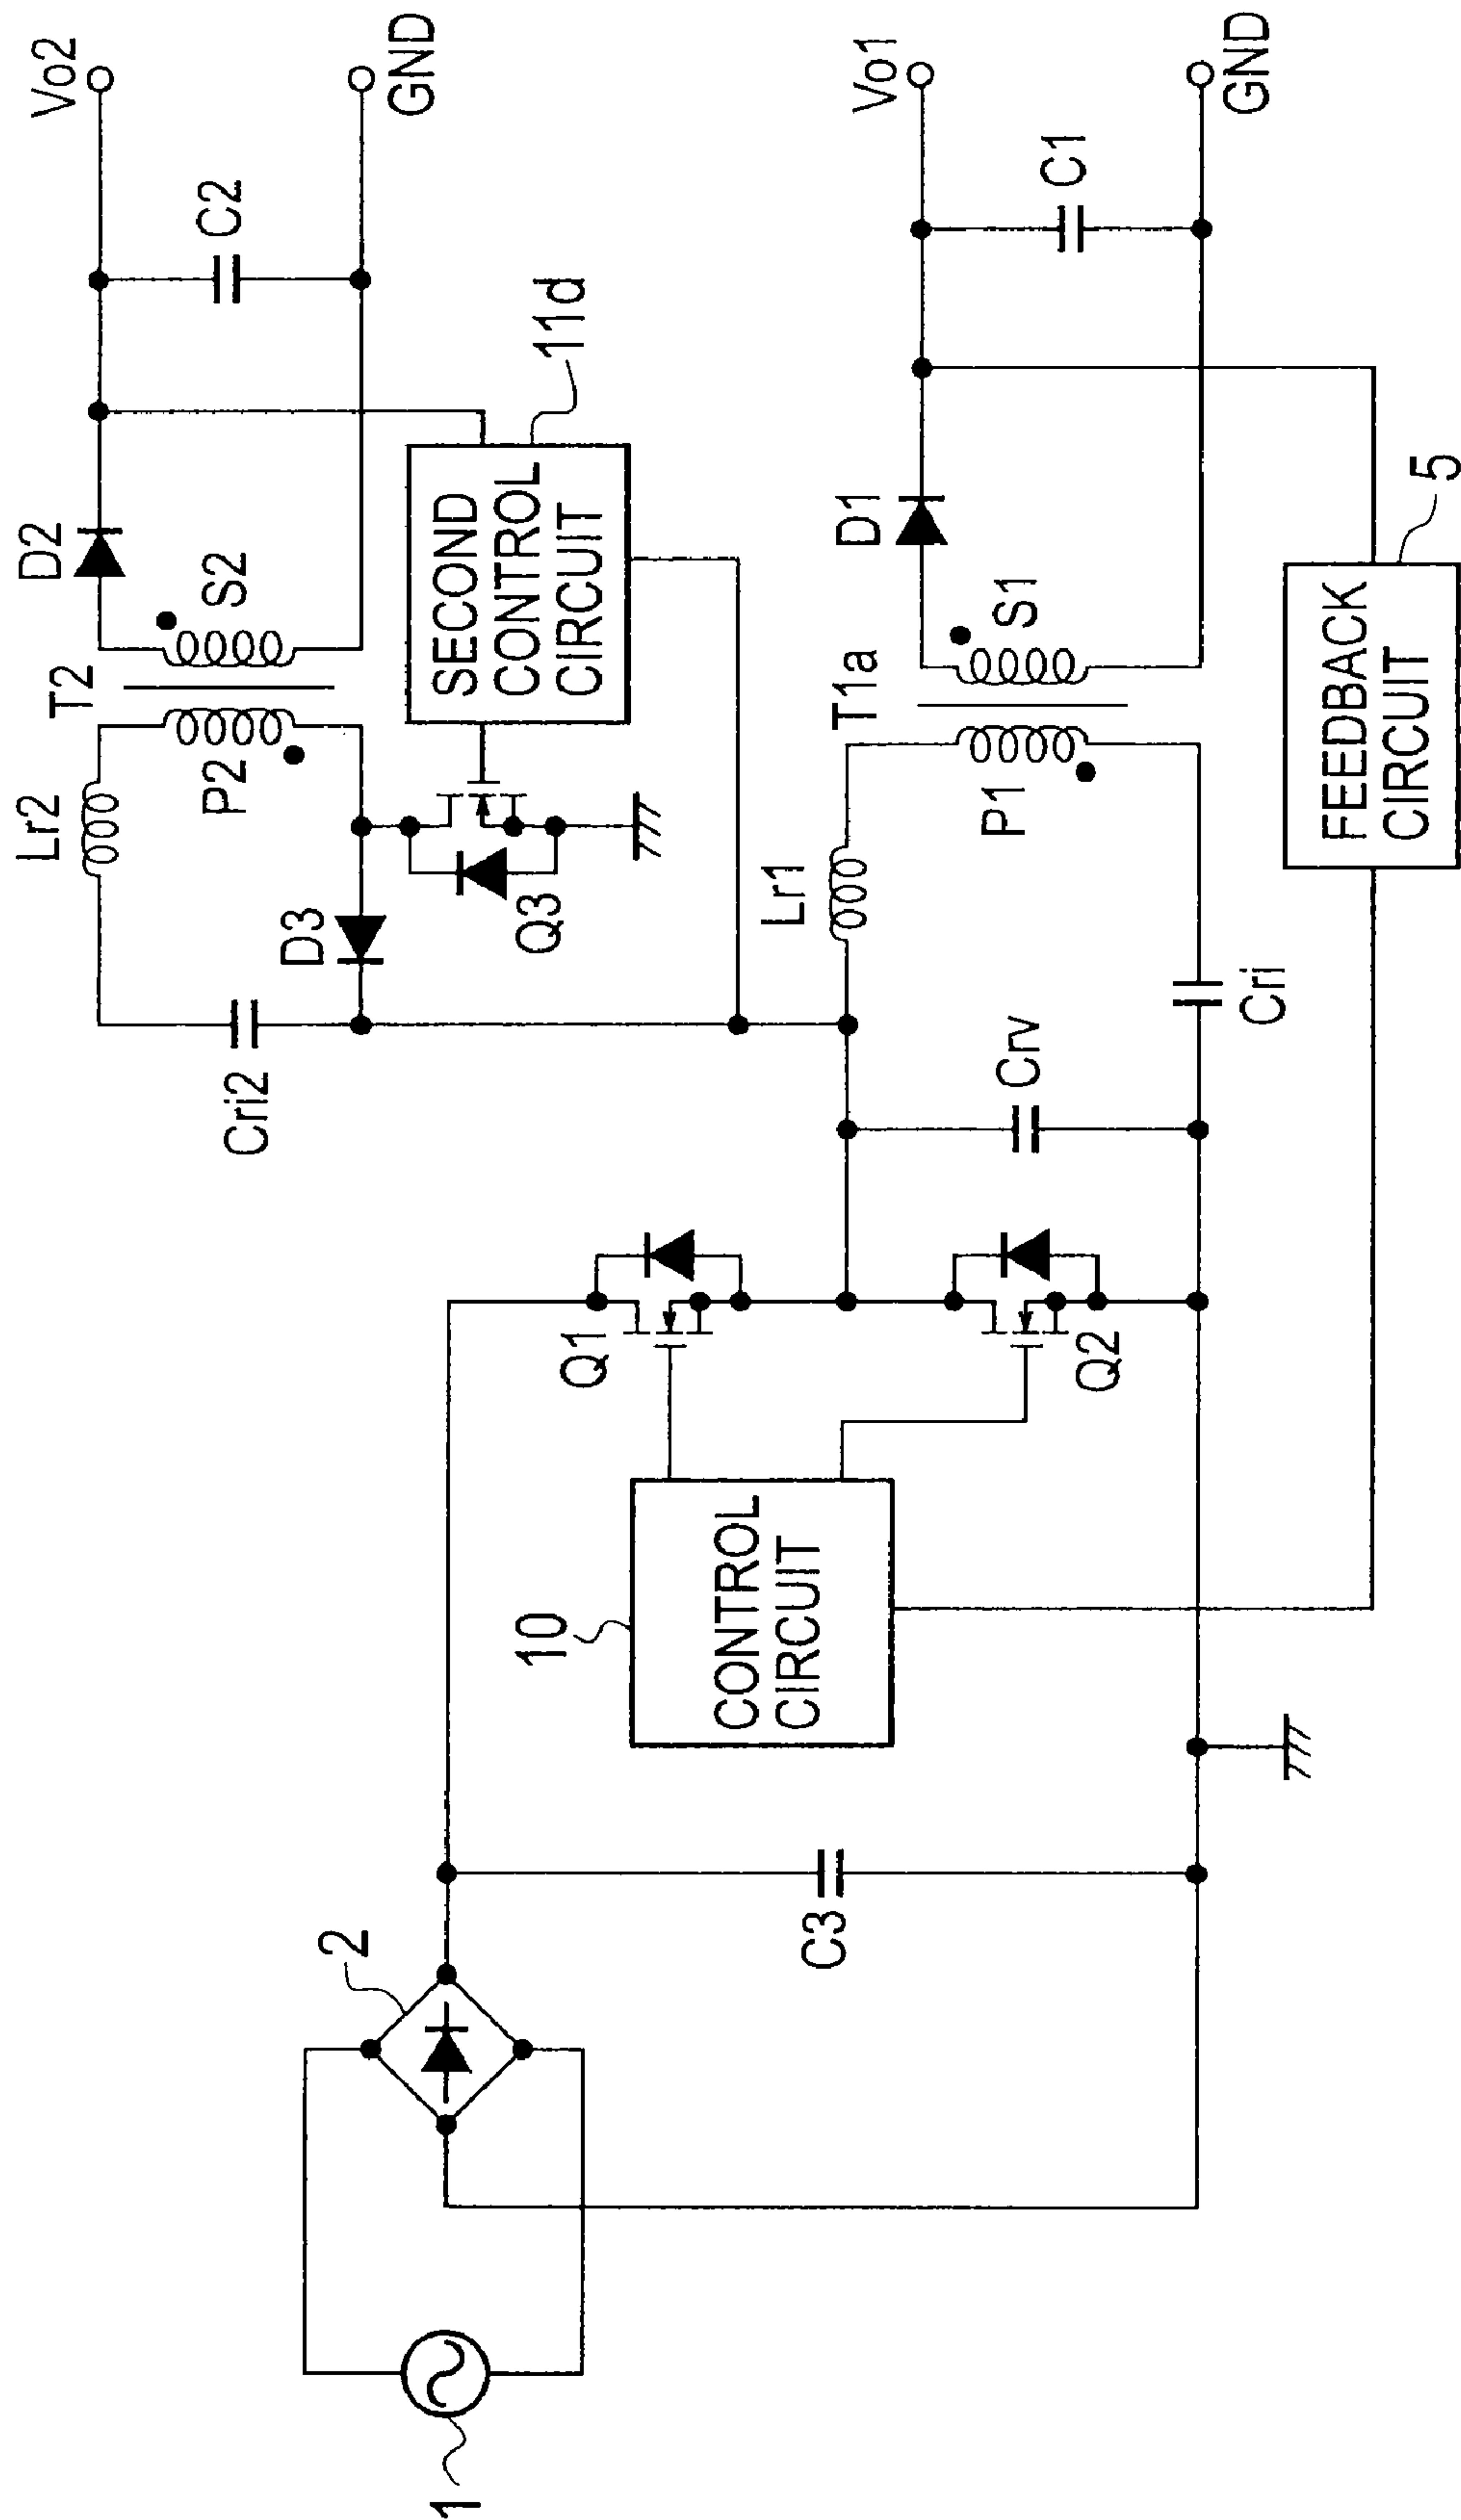 1
2
C3
10
CONTROL
CIRCUIT
Q1
Q2
Crv
Cri
Cri2
Lr2
D3
Q3
Lr1
T2
P2
S2
D2
SECOND
CONTROL
CIRCUIT
11d
C2
Vo2
GND
T1a
P1
S1
D1
C1
Vo1
GND
FEEDBACK
CIRCUIT
5